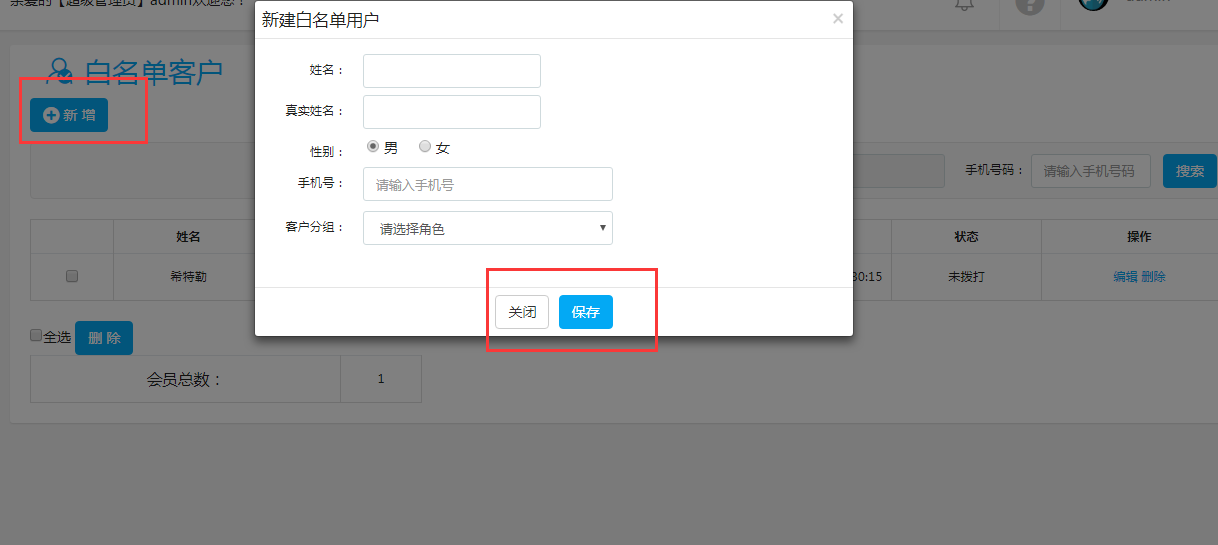 亲爱的【超级管理员】admin欢迎您！
admin
白名单客户
新 增
手机号码：
请输入手机号码
搜索
新建白名单用户
×
姓名：
真实姓名：
性别：
男
女
手机号：
请输入手机号
客户分组：
请选择角色
关闭
保存
姓名
状态
操作
希特勒
30:15
未拨打
编辑 删除
全选
删 除
会员总数：
1